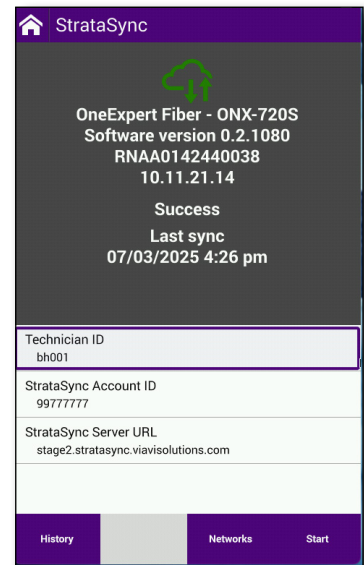 StrataSync
OneExpert Fiber - ONX-720S
Software version 0.2.1080
RNAA0142440038
10.11.21.14
Success
Last sync
07/03/2025 4:26 pm
Technician ID
bh001
StrataSync Account ID
99777777
StrataSync Server URL
stage2.stratasync.viavisolutions.com
History
Networks
Start